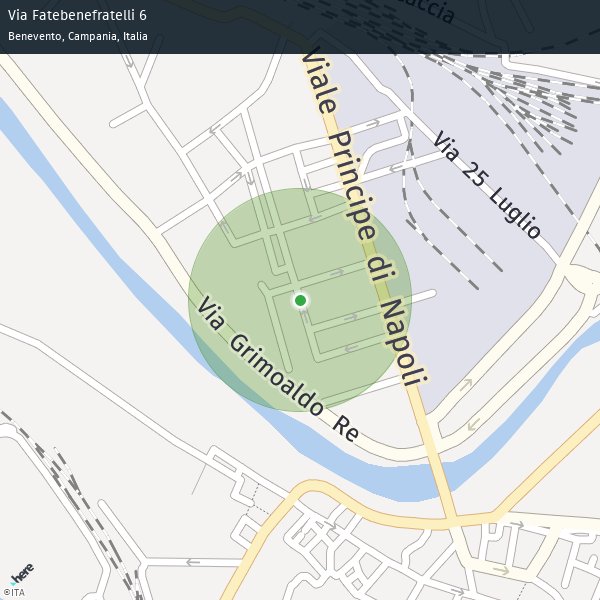 Via Fatebenefratelli 6
Benevento, Campania, Italia
Viale Principe di Napoli
Via 25 Luglio
Via Grimoaldo Re
here
©ITA